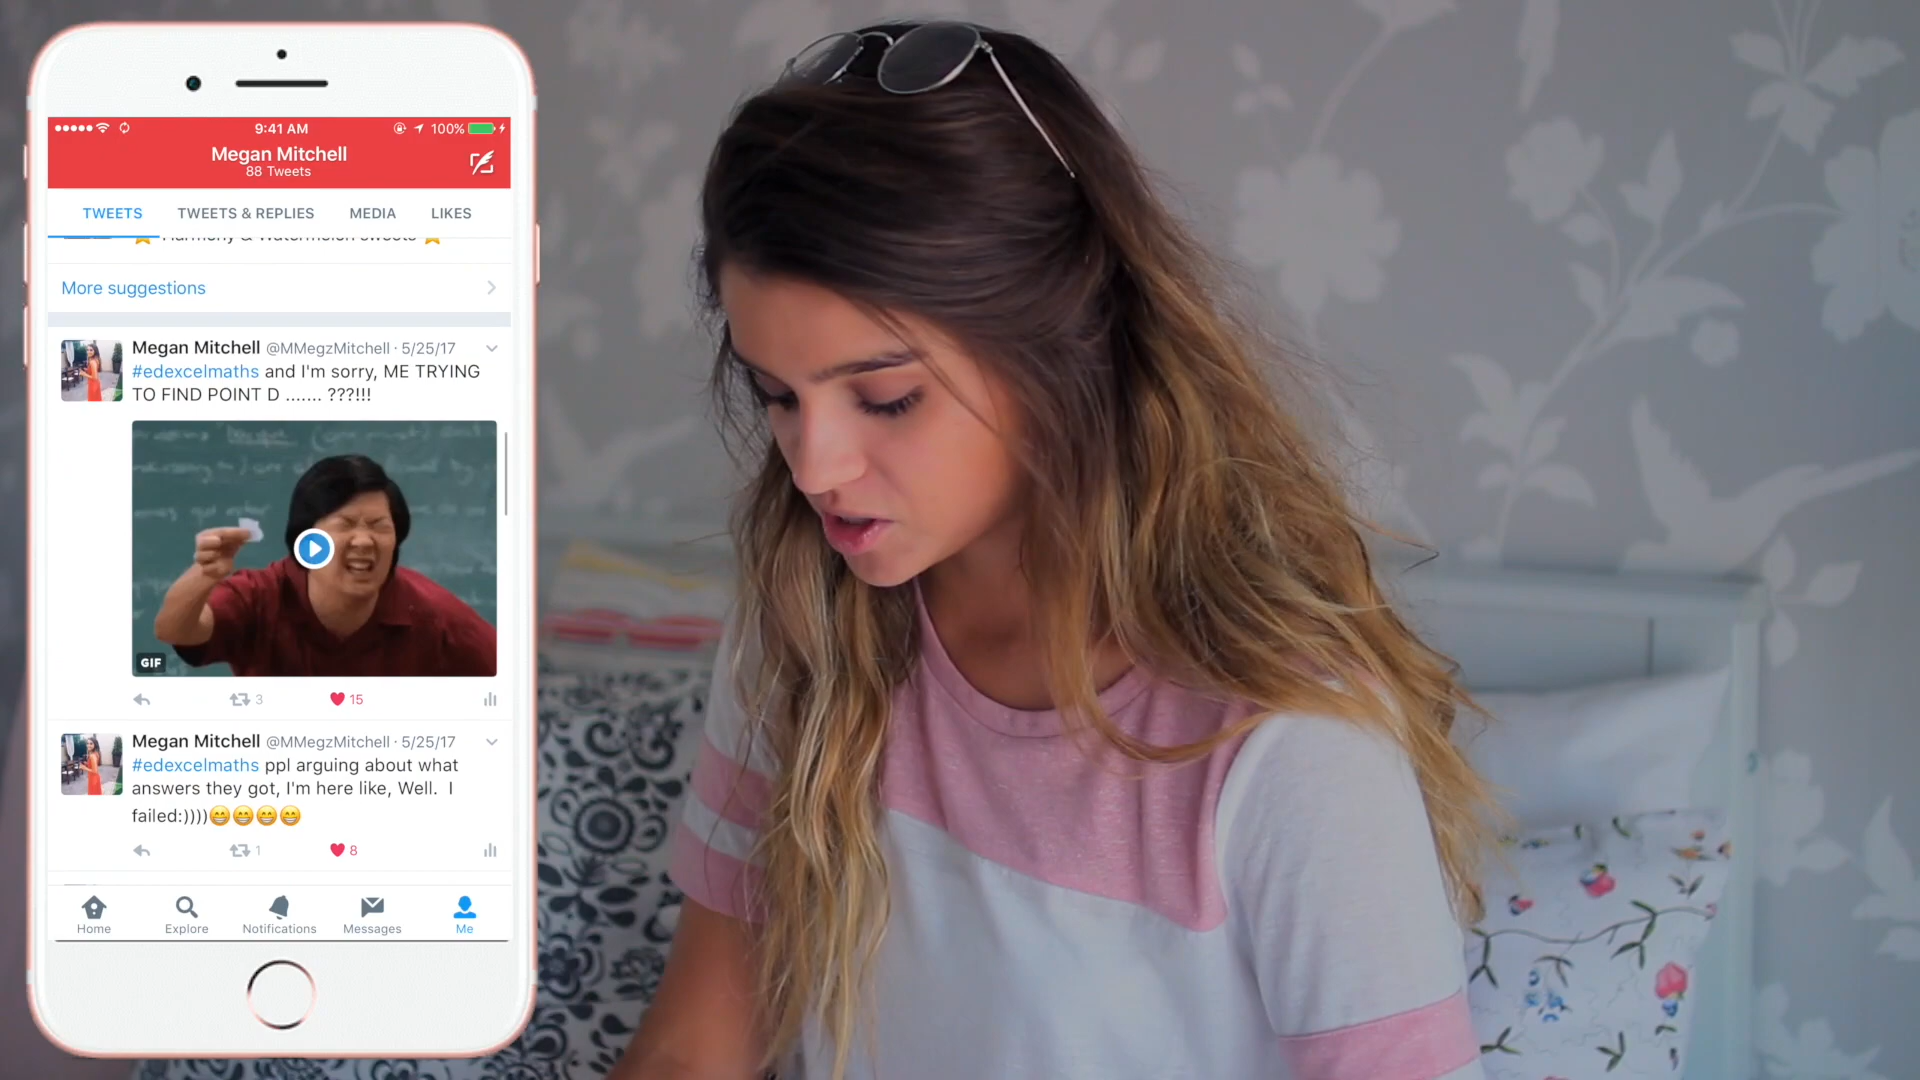 9:41 AM
100%
Megan Mitchell
88 Tweets
TWEETS TWEETS & REPLIES MEDIA LIKES
Harmony & Watermelon sweets
More suggestions
Megan Mitchell @MMegzMitchell · 5/25/17
#edexcelmaths and I'm sorry, ME TRYING
TO FIND POINT D ....... ???!!!
GIF
3 15
Megan Mitchell @MMegzMitchell · 5/25/17
#edexcelmaths ppl arguing about what
answers they got, I'm here like, Well. I
failed:))))😁😁😁😁
1 8
Home Explore Notifications Messages Me